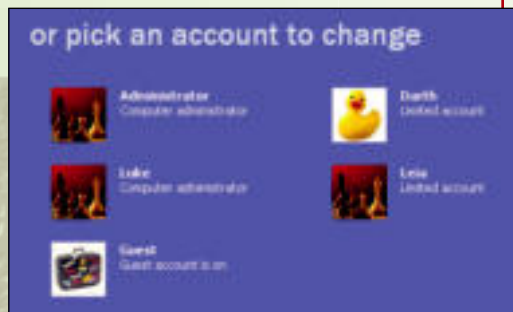 or pick an account to change
Administrator
Computer administrator
Darth
Limited account
Luke
Computer administrator
Leia
Limited account
Guest
Guest account is on